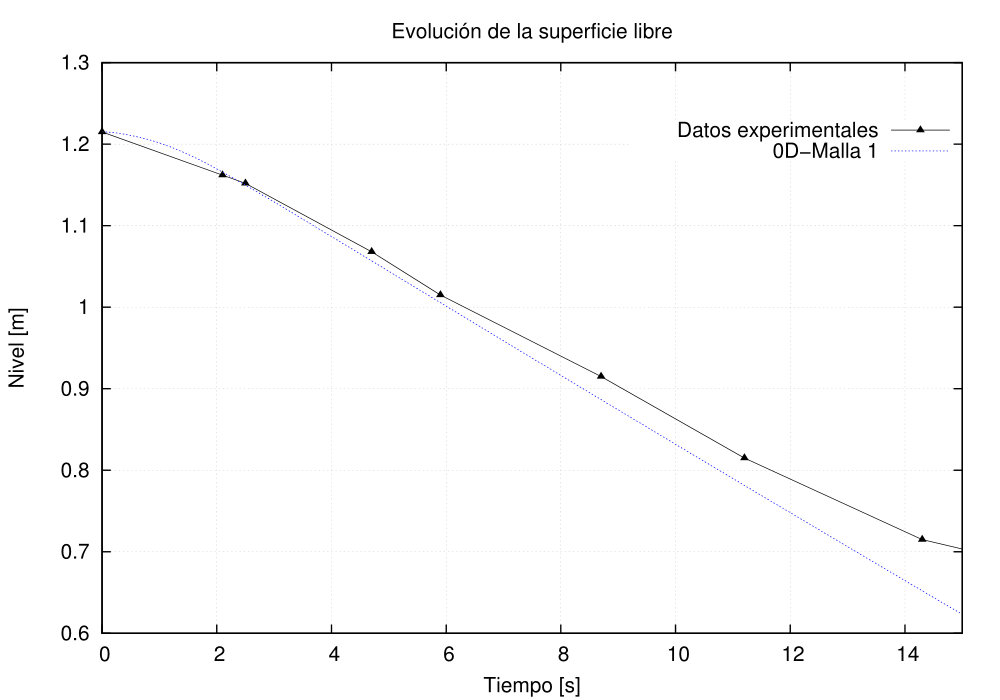 Evolución de la superficie libre
1.3
1.2
1.1
1
0.9
0.8
0.7
0.6
Nivel [m]
Datos experimentales
0D−Malla 1
0 2 4 6 8 10 12 14
Tiempo [s]